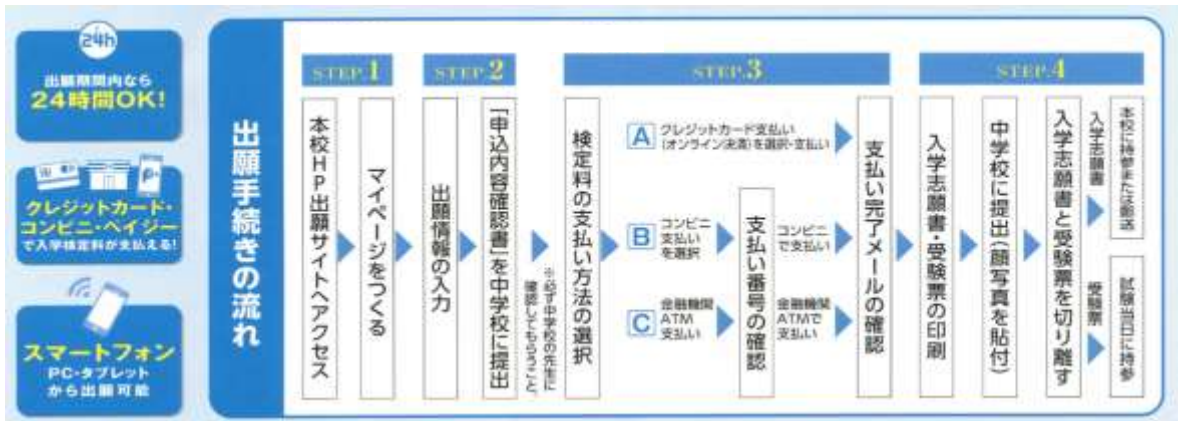 24h
出願期間内なら
24時間OK!
クレジットカード・
コンビニ・ペイジー
で入学検定料が支払える!
スマートフォン
PC・タブレット
から出願可能
出願手続きの流れ
STEP.1
本校HP出願サイトへアクセス
マイページをつくる
STEP.2
出願情報の入力
「申込内容確認書」を中学校に提出
※必ず中学校の先生に
確認してもらうこと。
STEP.3
検定料の支払い方法の選択
A
クレジットカード支払い
(オンライン決済)を選択・支払い
B
コンビニ
支払い
を選択
C
金融機関
ATM
支払い
支払い番号の確認
コンビニ
で支払い
金融機関
ATMで
支払い
支払い完了メールの確認
STEP.4
入学志願書・受験票の印刷
中学校に提出(顔写真を貼付)
入学志願書と受験票を切り離す
入学志願書
本校に持参または郵送
受験票
試験当日に持参